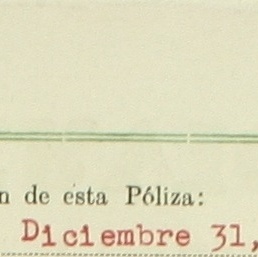 n de esta Póliza:
Diciembre 31,